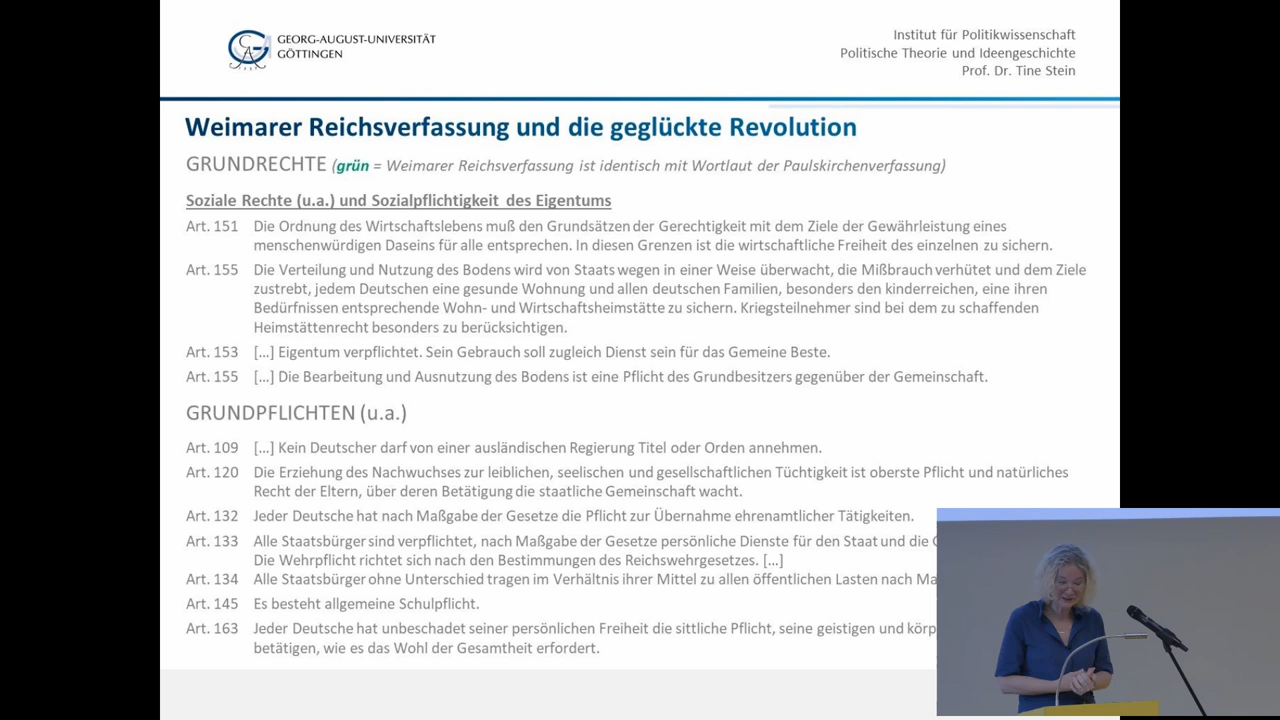 GEORG-AUGUST-UNIVERSITÄT
GÖTTINGEN
Institut für Politikwissenschaft
Politische Theorie und Ideengeschichte
Prof. Dr. Tine Stein
Weimarer Reichsverfassung und die geglückte Revolution
GRUNDRECHTE (grün = Weimarer Reichsverfassung ist identisch mit Wortlaut der Paulskirchenverfassung)
Soziale Rechte (u.a.) und Sozialpflichtigkeit des Eigentums
Art. 151 Die Ordnung des Wirtschaftslebens muß den Grundsätzen der Gerechtigkeit mit dem Ziele der Gewährleistung eines
menschenwürdigen Daseins für alle entsprechen. In diesen Grenzen ist die wirtschaftliche Freiheit des einzelnen zu sichern.
Art. 155 Die Verteilung und Nutzung des Bodens wird von Staats wegen in einer Weise überwacht, die Mißbrauch verhütet und dem Ziele
zustrebt, jedem Deutschen eine gesunde Wohnung und allen deutschen Familien, besonders den kinderreichen, eine ihren
Bedürfnissen entsprechende Wohn- und Wirtschaftsheimstätte zu sichern. Kriegsteilnehmer sind bei dem zu schaffenden
Heimstättenrecht besonders zu berücksichtigen.
Art. 153 […] Eigentum verpflichtet. Sein Gebrauch soll zugleich Dienst sein für das Gemeine Beste.
Art. 155 […] Die Bearbeitung und Ausnutzung des Bodens ist eine Pflicht des Grundbesitzers gegenüber der Gemeinschaft.
GRUNDPFLICHTEN (u.a.)
Art. 109 […] Kein Deutscher darf von einer ausländischen Regierung Titel oder Orden annehmen.
Art. 120 Die Erziehung des Nachwuchses zur leiblichen, seelischen und gesellschaftlichen Tüchtigkeit ist oberste Pflicht und natürliches
Recht der Eltern, über deren Betätigung die staatliche Gemeinschaft wacht.
Art. 132 Jeder Deutsche hat nach Maßgabe der Gesetze die Pflicht zur Übernahme ehrenamtlicher Tätigkeiten.
Art. 133 Alle Staatsbürger sind verpflichtet, nach Maßgabe der Gesetze persönliche Dienste für den Staat und die
Die Wehrpflicht richtet sich nach den Bestimmungen des Reichswehrgesetzes. […]
Art. 134 Alle Staatsbürger ohne Unterschied tragen im Verhältnis ihrer Mittel zu allen öffentlichen Lasten nach
Art. 145 Es besteht allgemeine Schulpflicht.
Art. 163 Jeder Deutsche hat unbeschadet seiner persönlichen Freiheit die sittliche Pflicht, seine geistigen und
betätigen, wie es das Wohl der Gesamtheit erfordert.